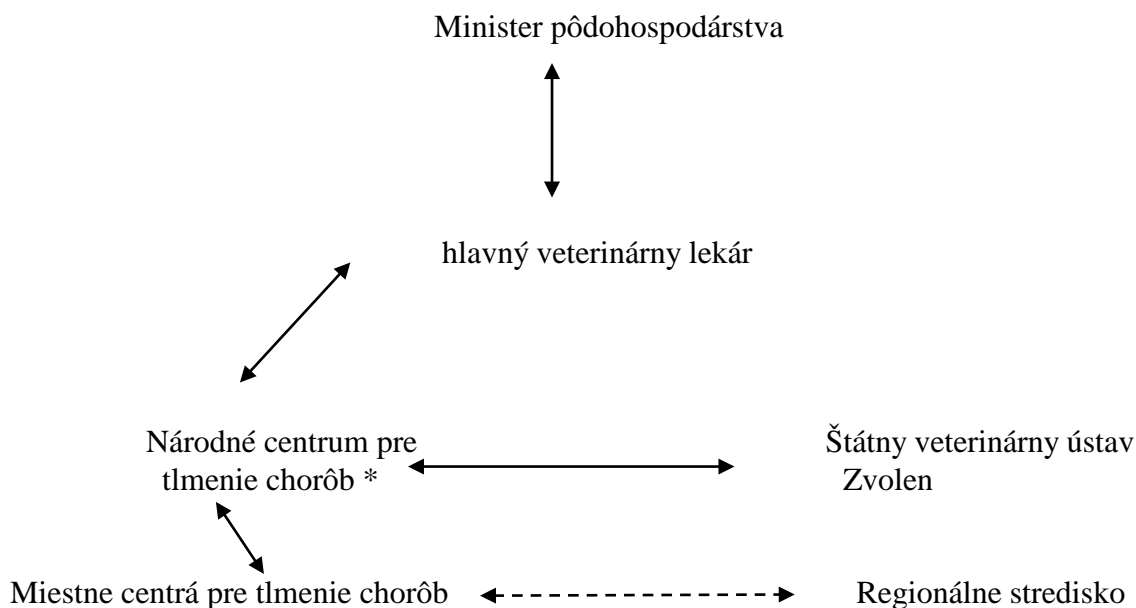 Minister pôdohospodárstva
hlavný veterinárny lekár
Národné centrum pre
tlmenie chorôb *
Štátny veterinárny ústav
Zvolen
Miestne centrá pre tlmenie chorôb
Regionálne stredisko